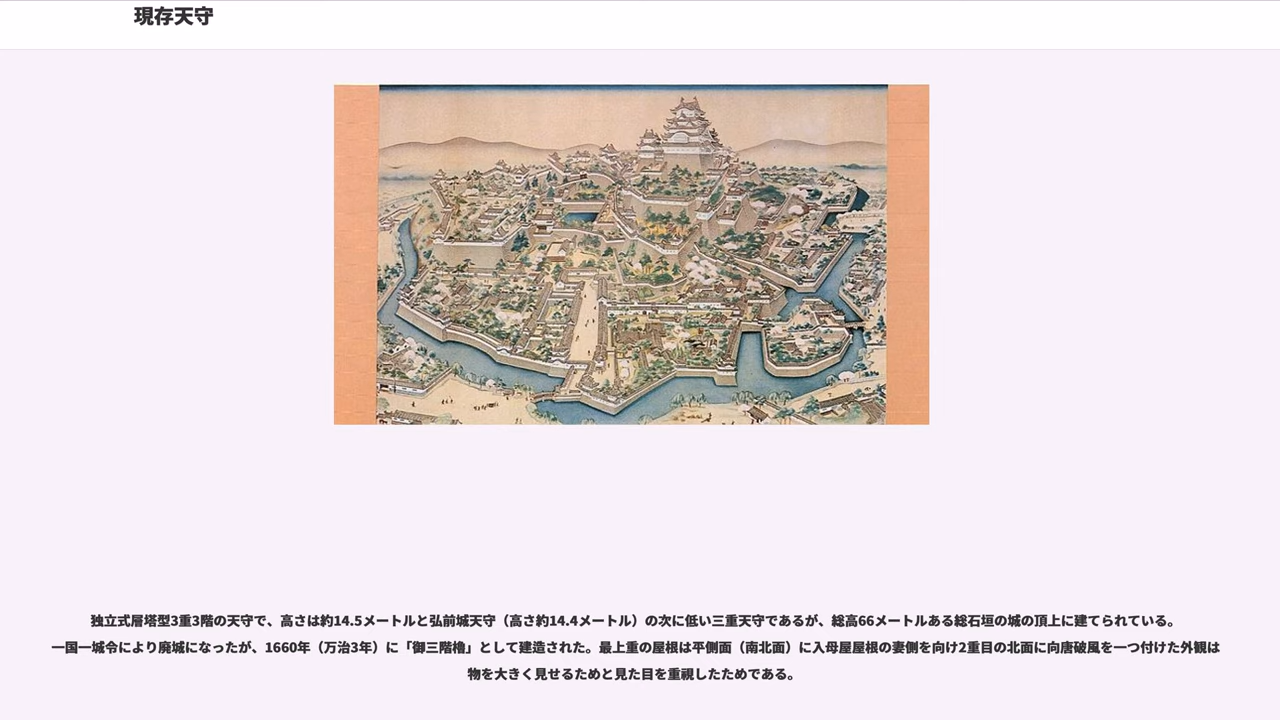 現存天守
独立式層塔型3重3階の天守で、高さは約14.5メートルと弘前城天守（高さ約14.4メートル）の次に低い三重天守であるが、総高66メートルある総石垣の城の頂上に建てられている。
一国一城令により廃城になったが、1660年（万治3年）に「御三階櫓」として建造された。最上重の屋根は平側面（南北面）に入母屋屋根の妻側を向け2重目の北面に向唐破風を一つ付けた外観は
物を大きく見せるためと見た目を重視したためである。